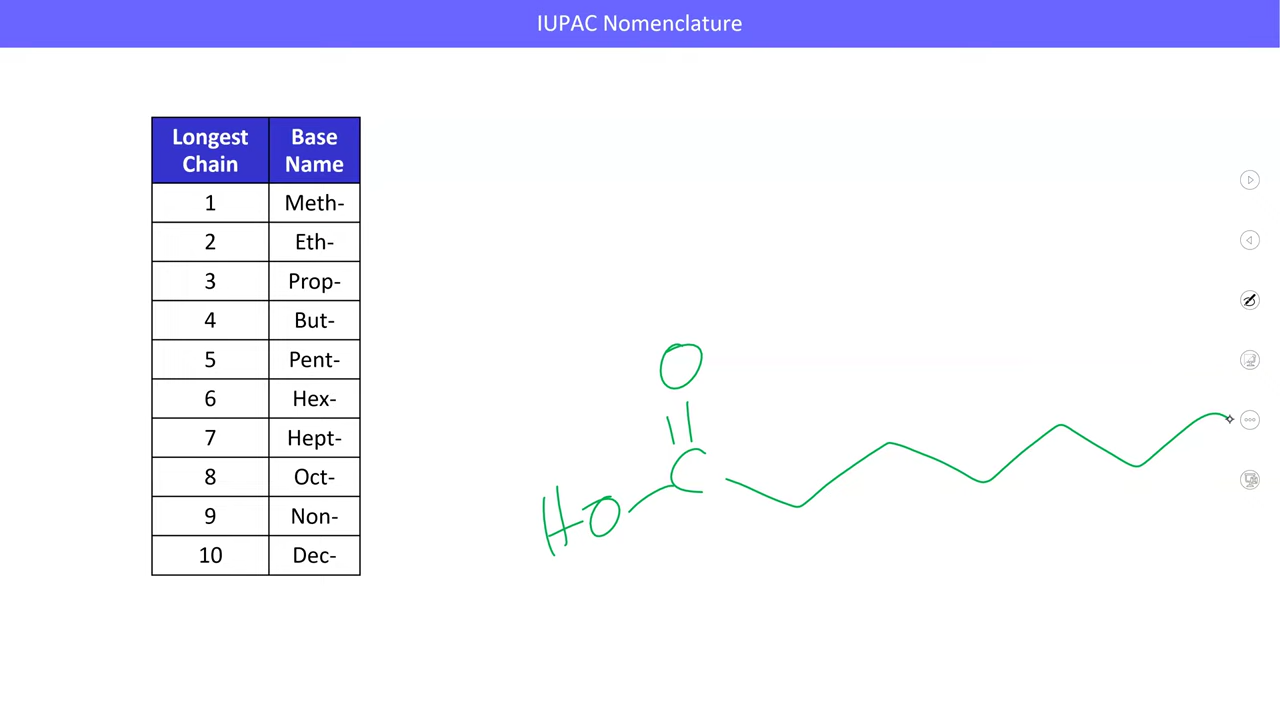 IUPAC Nomenclature
Longest Chain Base Name
1 Meth-
2 Eth-
3 Prop-
4 But-
5 Pent-
6 Hex-
7 Hept-
8 Oct-
9 Non-
10 Dec-
O
C
HO